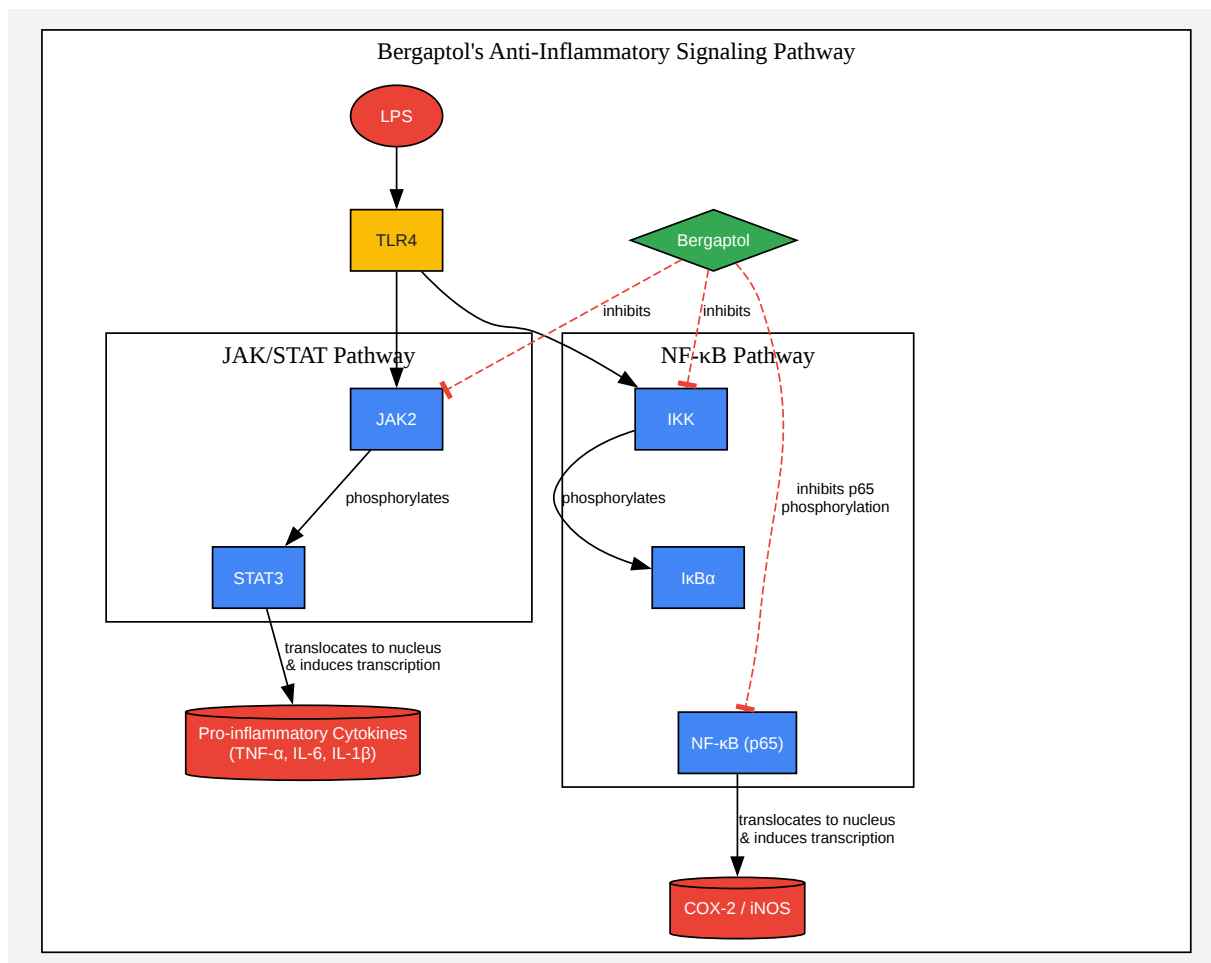 Bergaptol's Anti-Inflammatory Signaling Pathway
LPS
TLR4
Bergaptol
inhibits
inhibits
JAK/STAT Pathway
NF-κB Pathway
JAK2
IKK
phosphorylates
phosphorylates
inhibits p65
phosphorylation
STAT3
IκBα
translocates to nucleus
& induces transcription
Pro-inflammatory Cytokines
(TNF-α, IL-6, IL-1β)
NF-κB (p65)
translocates to nucleus
& induces transcription
COX-2 / iNOS